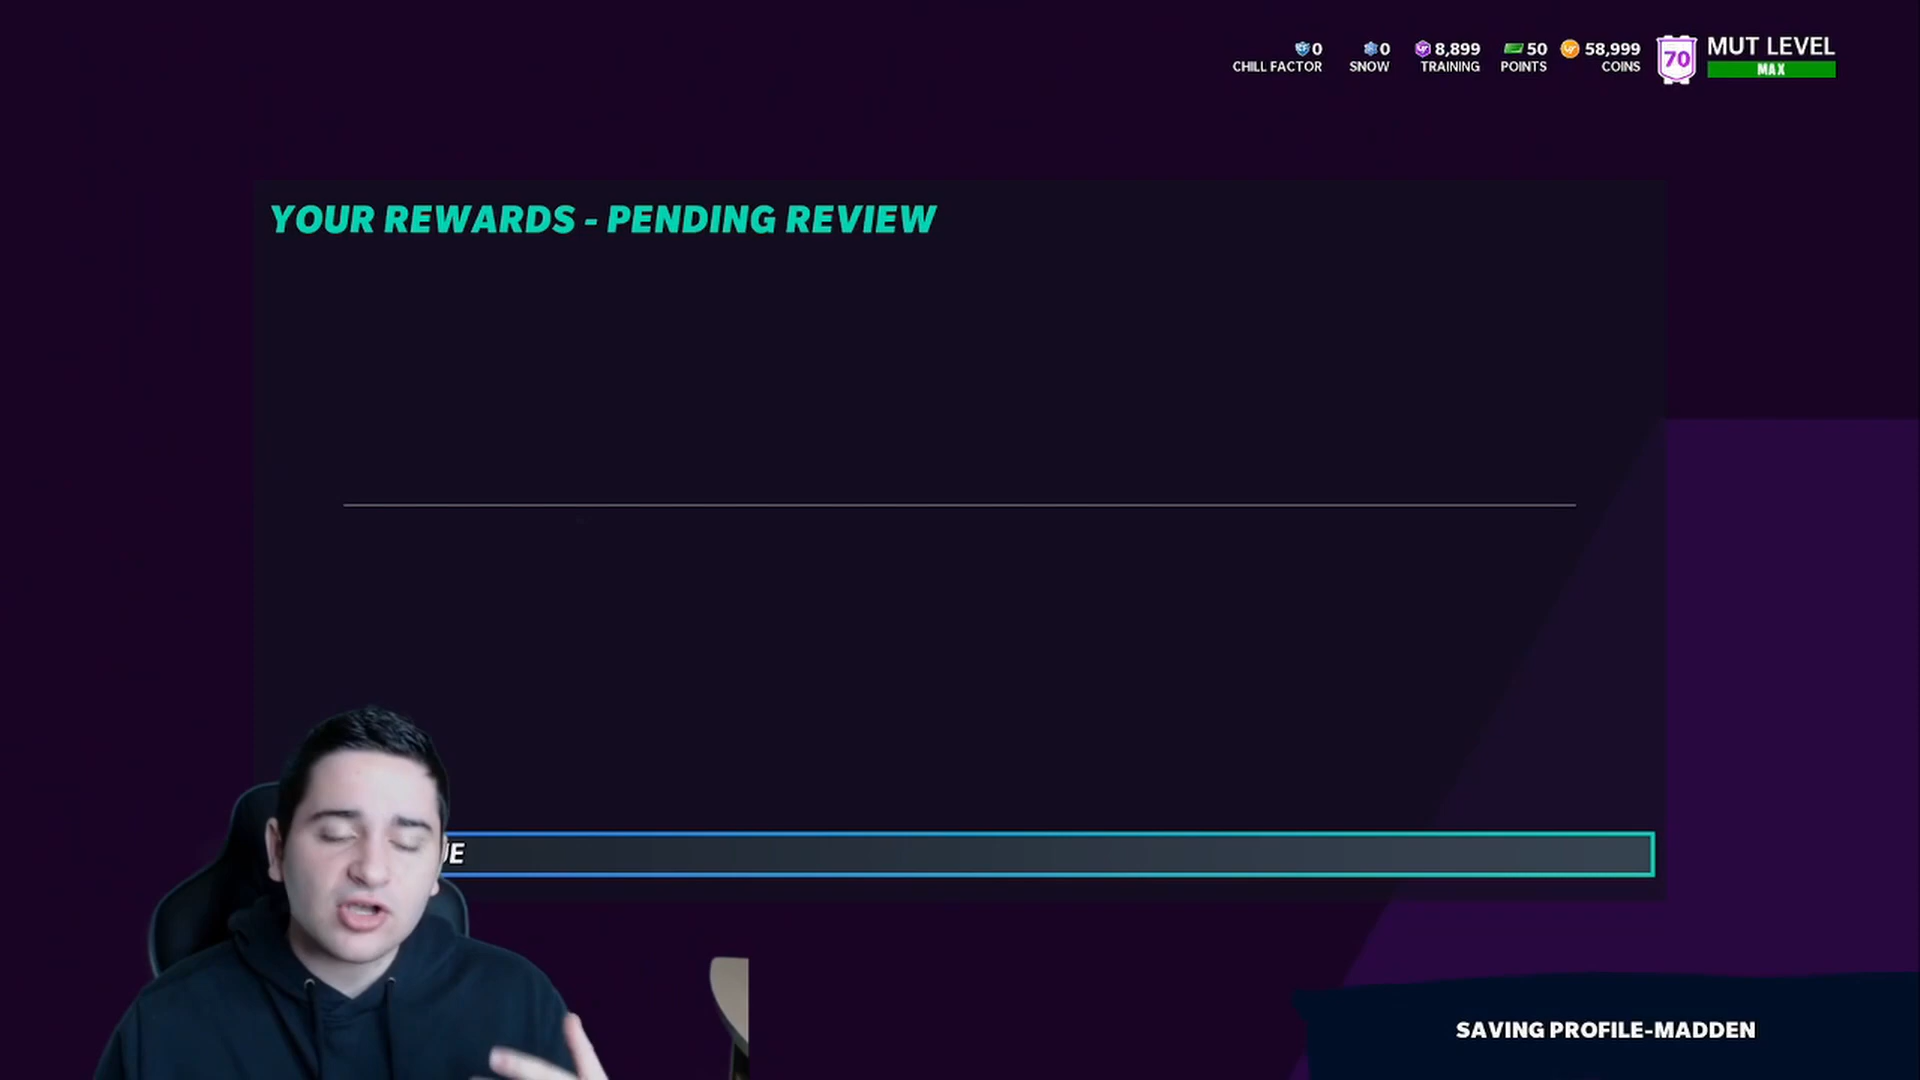 0 0 8,899 50 58,999 70 MUT LEVEL
CHILL FACTOR SNOW TRAINING POINTS COINS MAX
YOUR REWARDS - PENDING REVIEW
UE
SAVING PROFILE-MADDEN